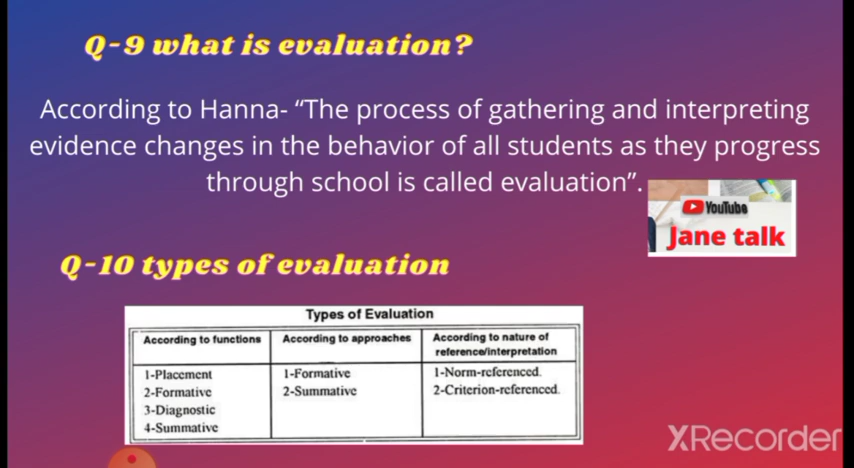 Q-9 what is evaluation?
According to Hanna- “The process of gathering and interpreting
evidence changes in the behavior of all students as they progress
through school is called evaluation”.
YouTube
Jane talk
Q-10 types of evaluation
Types of Evaluation
According to functions
According to approaches
According to nature of
reference/interpretation
1-Placement
2-Formative
3-Diagnostic
4-Summative
1-Formative
2-Summative
1-Norm-referenced.
2-Criterion-referenced.
XRecorder